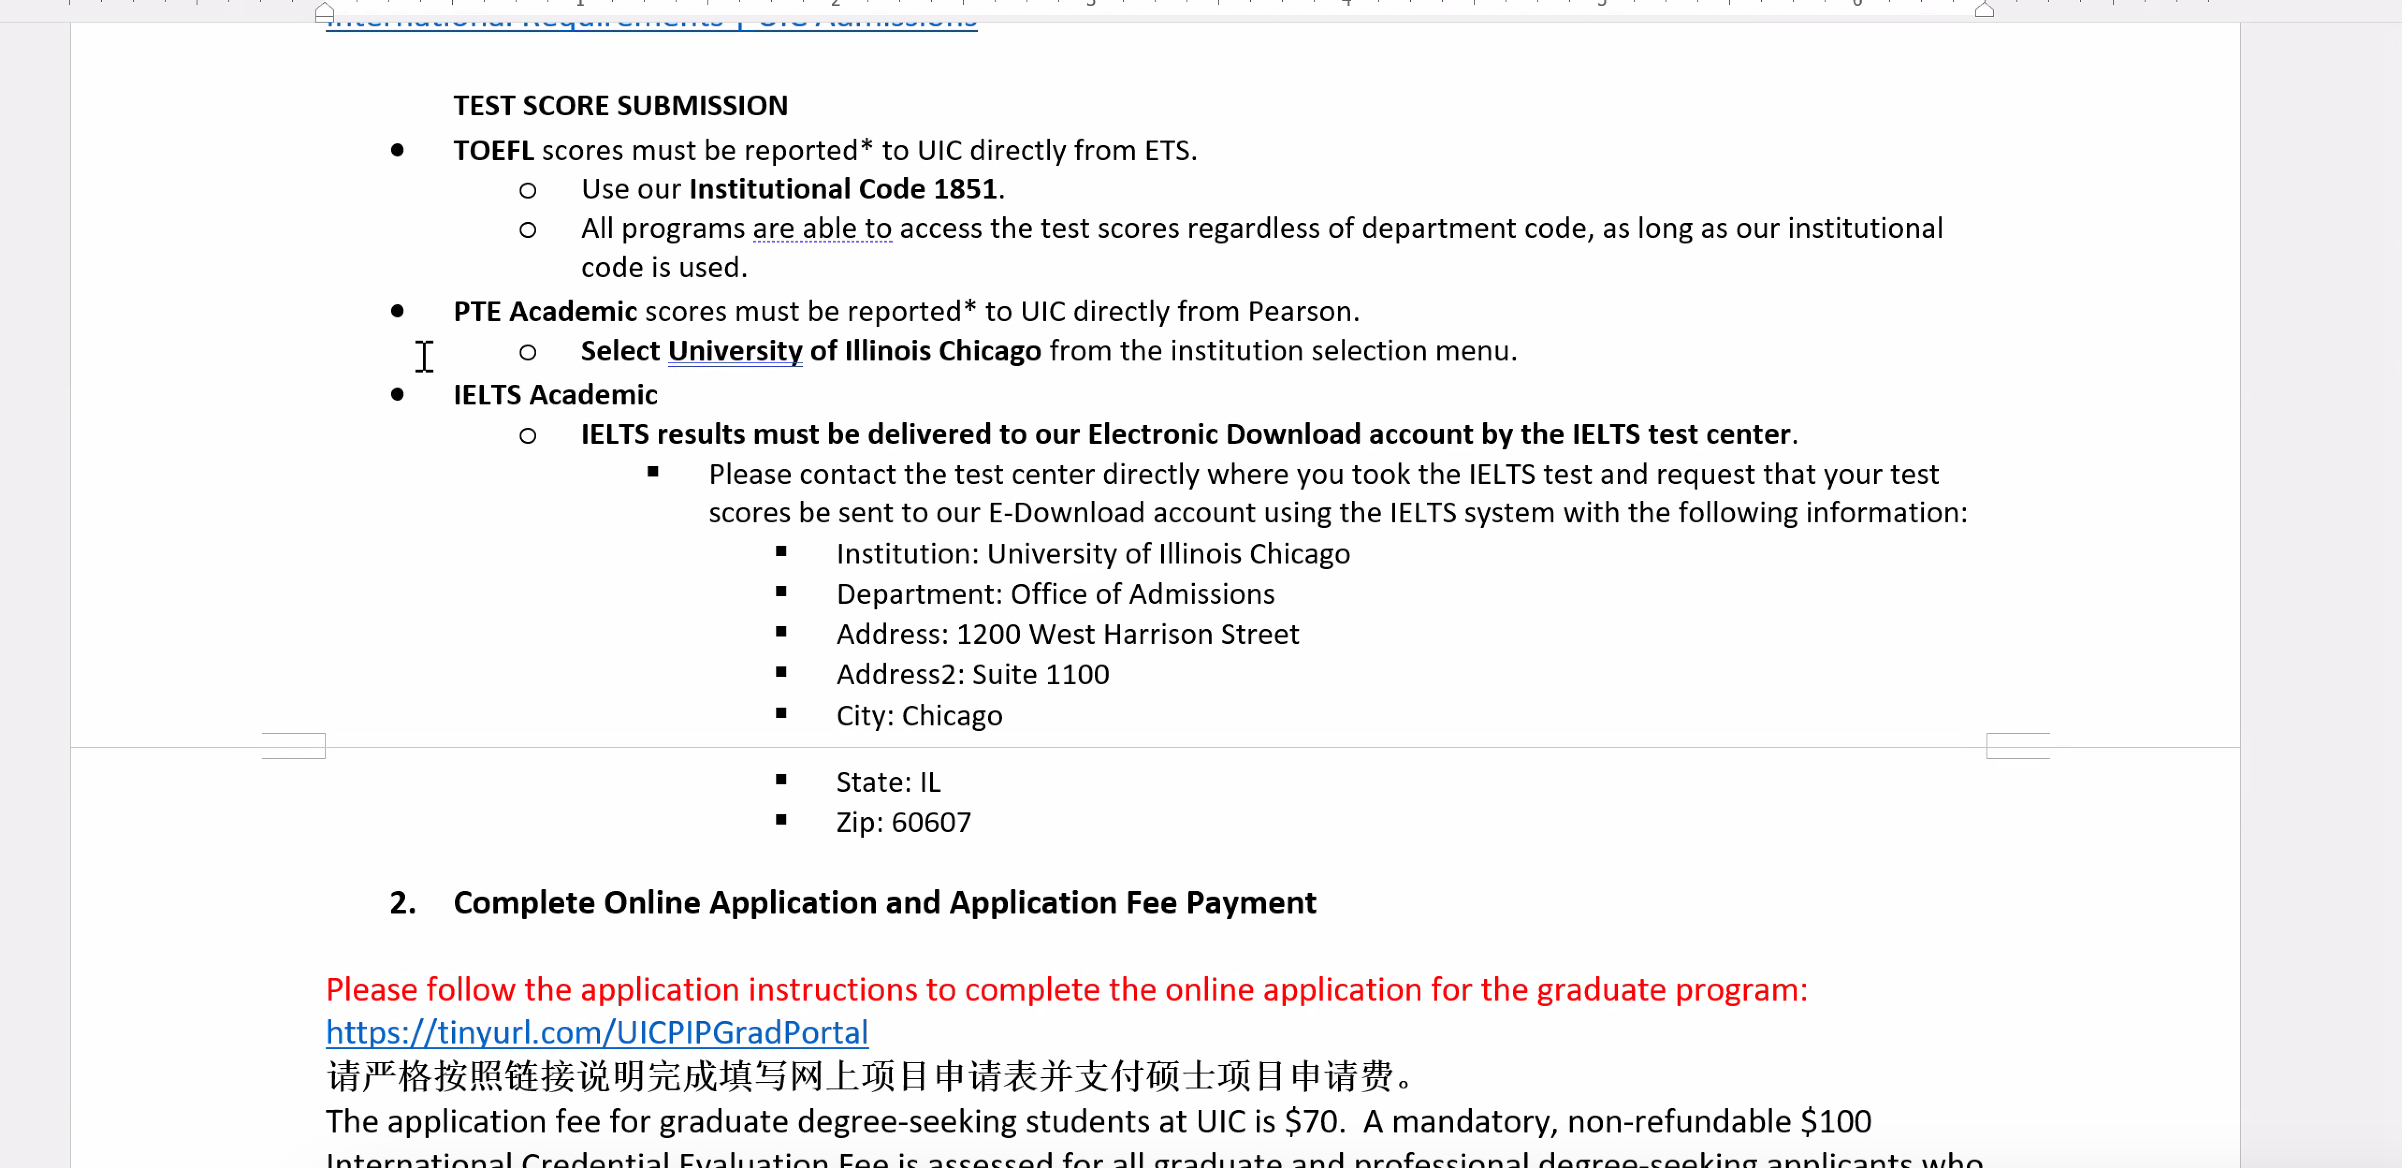 International Requirements | UIC Admissions
TEST SCORE SUBMISSION
● TOEFL scores must be reported* to UIC directly from ETS.
o Use our Institutional Code 1851.
o All programs are able to access the test scores regardless of department code, as long as our institutional
code is used.
● PTE Academic scores must be reported* to UIC directly from Pearson.
o Select University of Illinois Chicago from the institution selection menu.
● IELTS Academic
o IELTS results must be delivered to our Electronic Download account by the IELTS test center.
▪ Please contact the test center directly where you took the IELTS test and request that your test
scores be sent to our E-Download account using the IELTS system with the following information:
▪ Institution: University of Illinois Chicago
▪ Department: Office of Admissions
▪ Address: 1200 West Harrison Street
▪ Address2: Suite 1100
▪ City: Chicago
▪ State: IL
▪ Zip: 60607
2. Complete Online Application and Application Fee Payment
Please follow the application instructions to complete the online application for the graduate program:
https://tinyurl.com/UICPIPGradPortal
请严格按照链接说明完成填写网上项目申请表并支付硕士项目申请费。
The application fee for graduate degree-seeking students at UIC is $70. A mandatory, non-refundable $100
International Credential Evaluation Fee is assessed for all graduate and professional degree-seeking applicants who